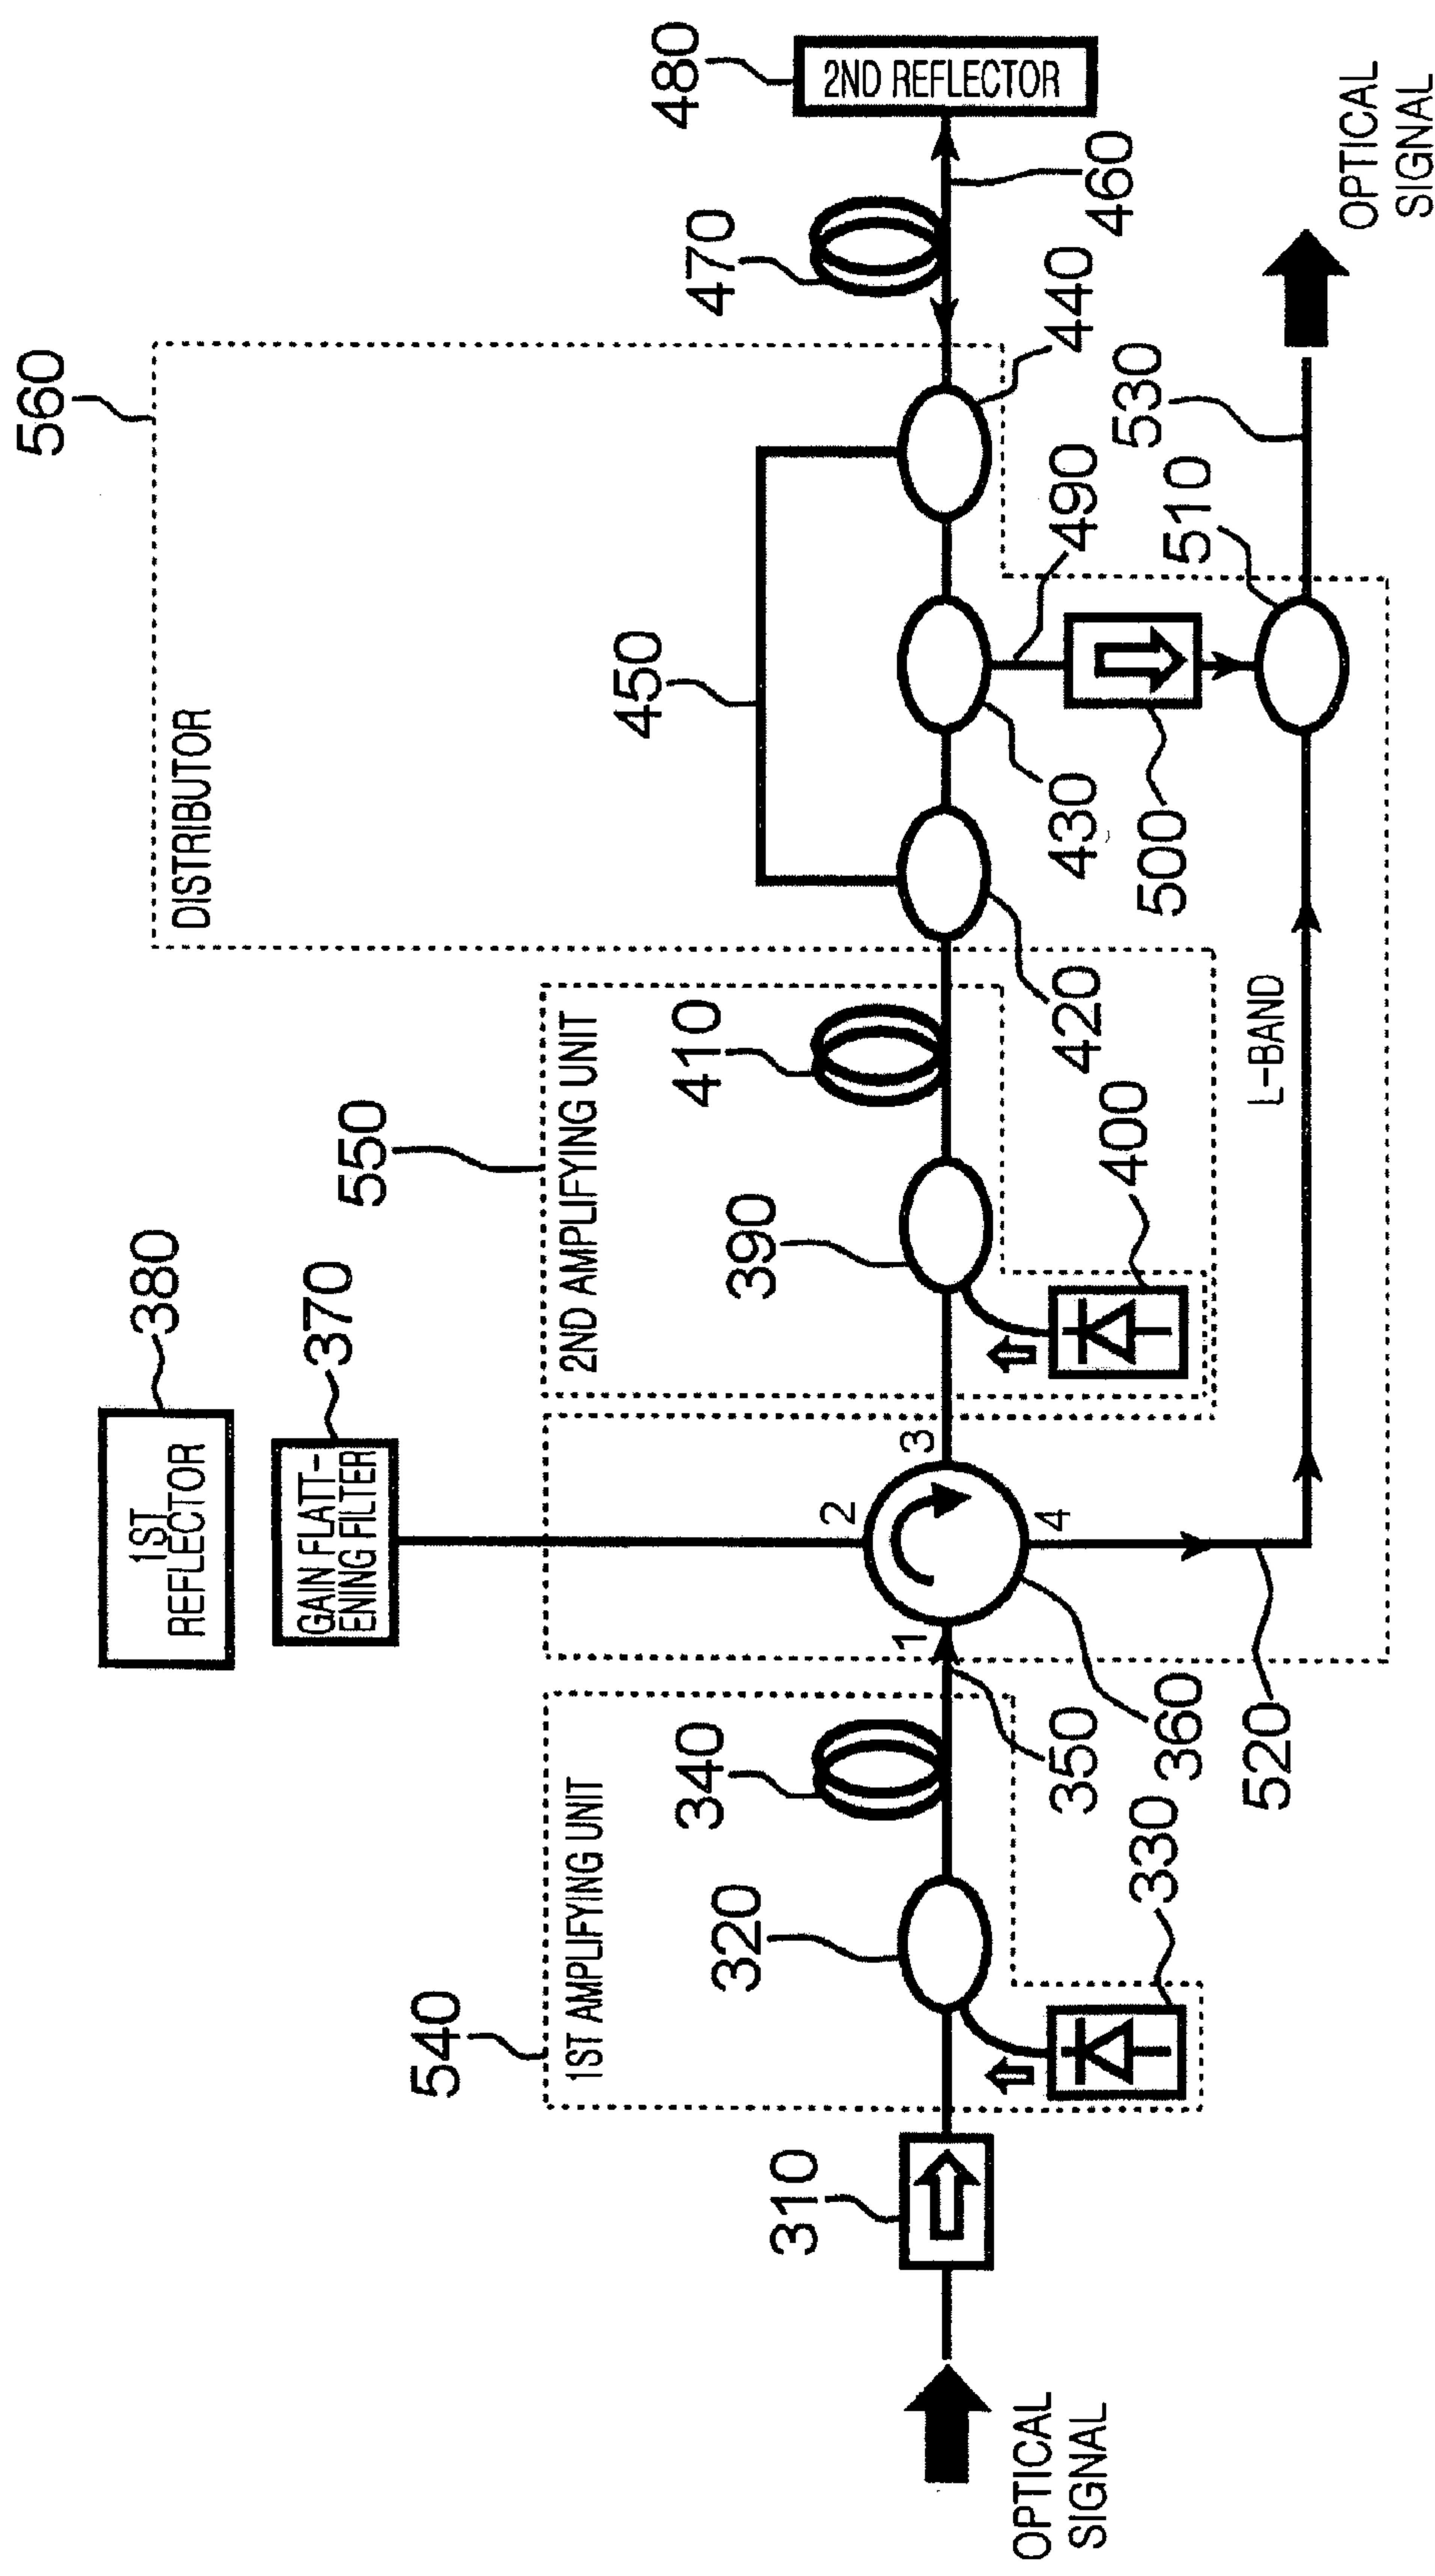 560
DISTRIBUTOR
480
2ND REFLECTOR
470
460
450
440
430
420
490
500
510
530
OPTICAL
SIGNAL
550
2ND AMPLIFYING UNIT
410
390
400
380
1ST
REFLECTOR
370
GAIN FLATT-
ENING FILTER
1
2
3
4
360
350
520
L-BAND
540
1ST AMPLIFYING UNIT
340
320
330
310
OPTICAL
SIGNAL